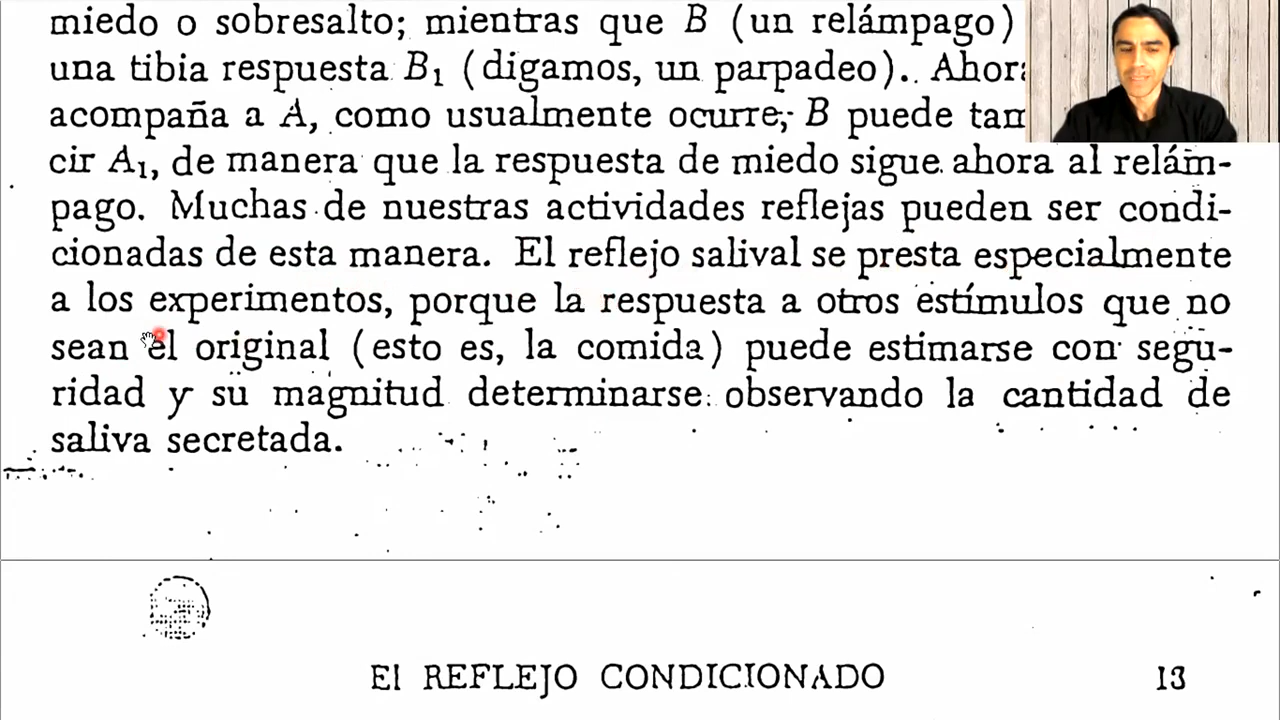 miedo o sobresalto; mientras que B (un relámpago)
una tibia respuesta B₁ (digamos, un parpadeo). Ahora
acompaña a A, como usualmente ocurre, B puede tam
cir A₁, de manera que la respuesta de miedo sigue ahora al relám-
pago. Muchas de nuestras actividades reflejas pueden ser condi-
cionadas de esta manera. El reflejo salival se presta especialmente
a los experimentos, porque la respuesta a otros estímulos que no
sean el original (esto es, la comida) puede estimarse con segu-
ridad y su magnitud determinarse observando la cantidad de
saliva secretada.
El REFLEJO CONDICIONADO 13